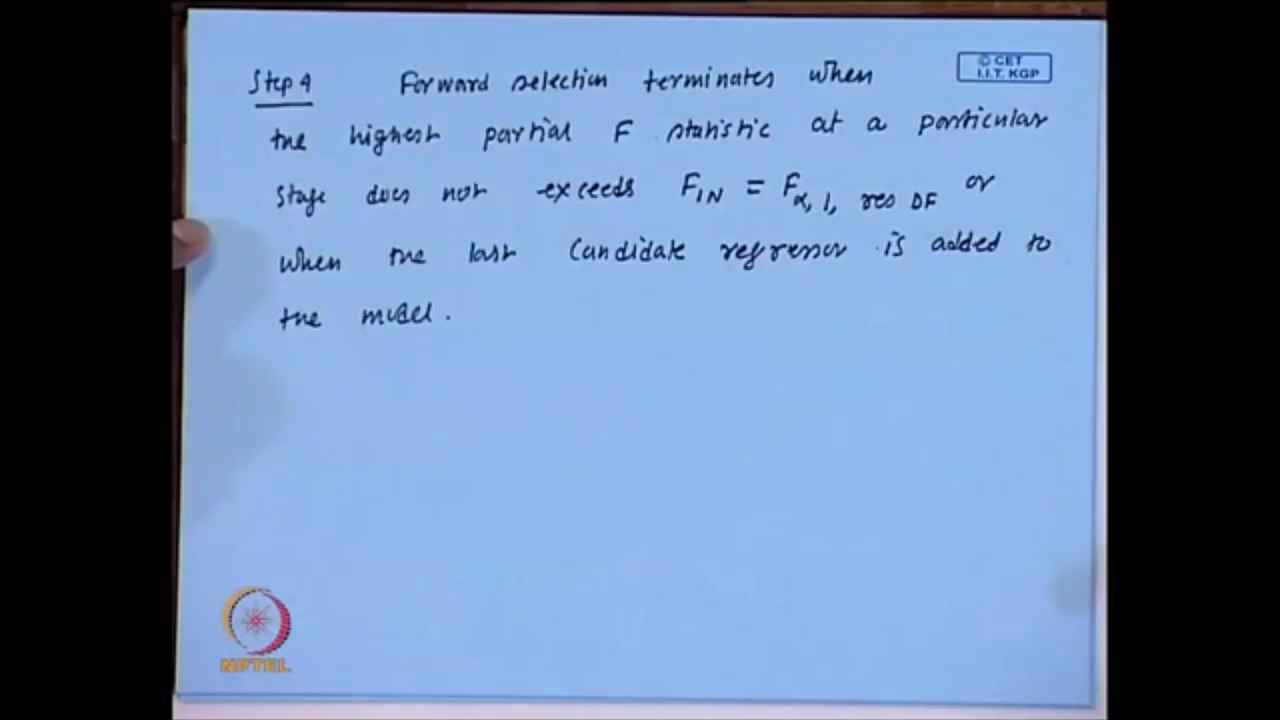 © CET
I.I.T. KGP
Step 4 Forward selection terminates when
the highest partial F statistic at a particular
stage does not exceeds F_IN = F_α, 1, res DF or
when the last candidate regressor is added to
the model.
NPTEL